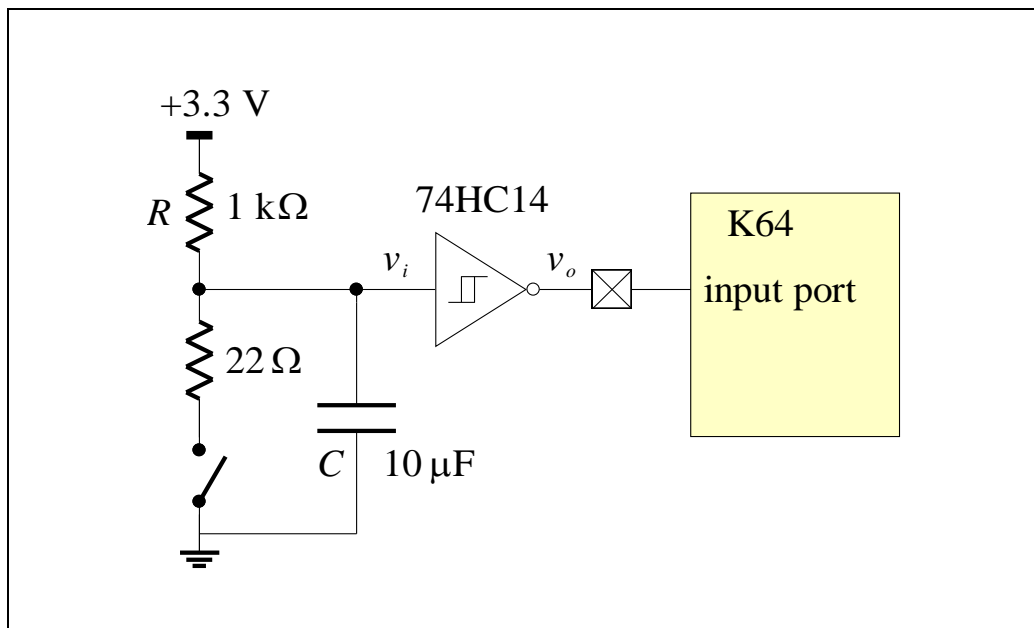 +3.3 V
R 1 kΩ
74HC14
v_i
v_o
K64
input port
22 Ω
C 10 μF